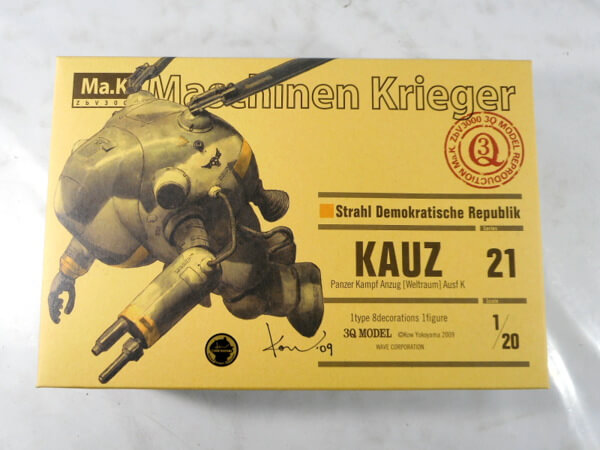 Ma.K
ZbV3000
Maschinen Krieger
Ma.K. ZbV3000 3Q MODEL REPRODUCTION
3Q
Strahl Demokratische Republik
Series
KAUZ 21
Panzer Kampf Anzug [Weltraum] Ausf K
Scale
1type 8decorations 1figure
1/20
3Q MODEL ©Kow Yokoyama 2009
WAVE CORPORATION
Kow '09